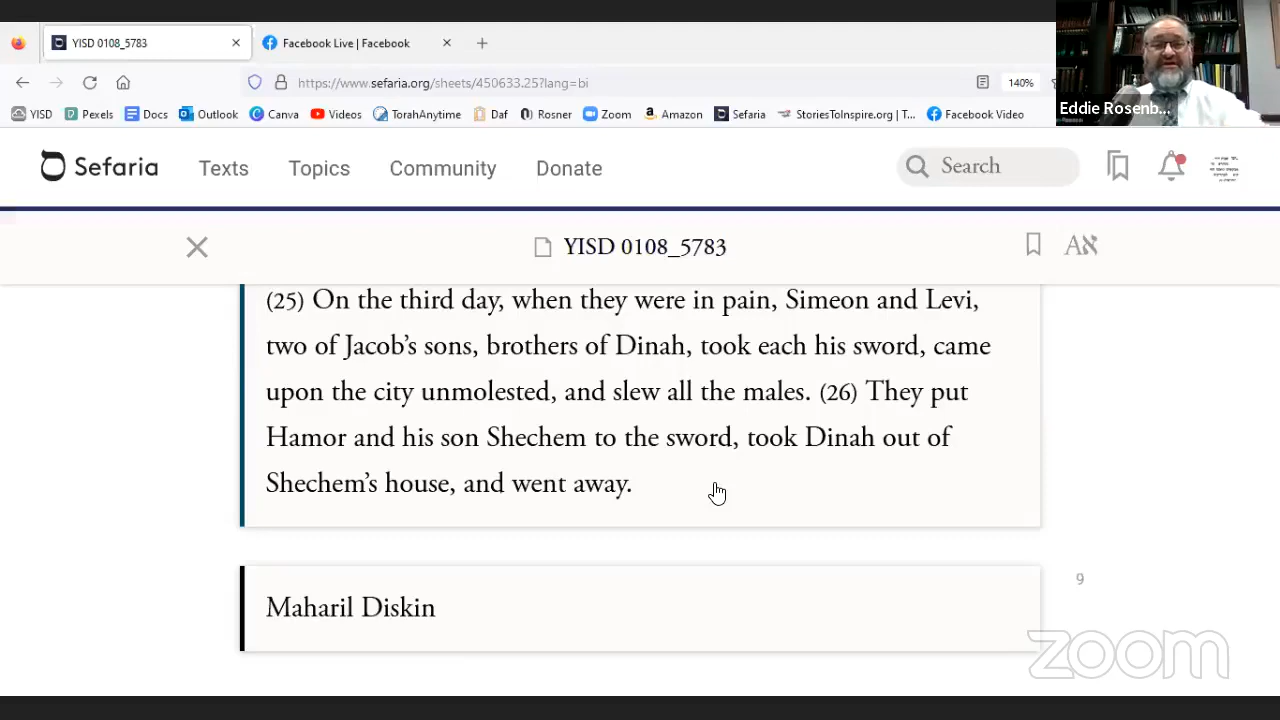 YISD 0108_5783
Facebook Live | Facebook
https://www.sefaria.org/sheets/450633.25?lang=bi
140%
YISD Pexels Docs Outlook Canva Videos TorahAnytime Daf Rosner Zoom Amazon Sefaria StoriesToInspire.org | T... Facebook Video
Eddie Rosenb...
Sefaria Texts Topics Community Donate Search
YISD 0108_5783
Aא
(25) On the third day, when they were in pain, Simeon and Levi,
two of Jacob’s sons, brothers of Dinah, took each his sword, came
upon the city unmolested, and slew all the males. (26) They put
Hamor and his son Shechem to the sword, took Dinah out of
Shechem’s house, and went away.
9
Maharil Diskin
zoom